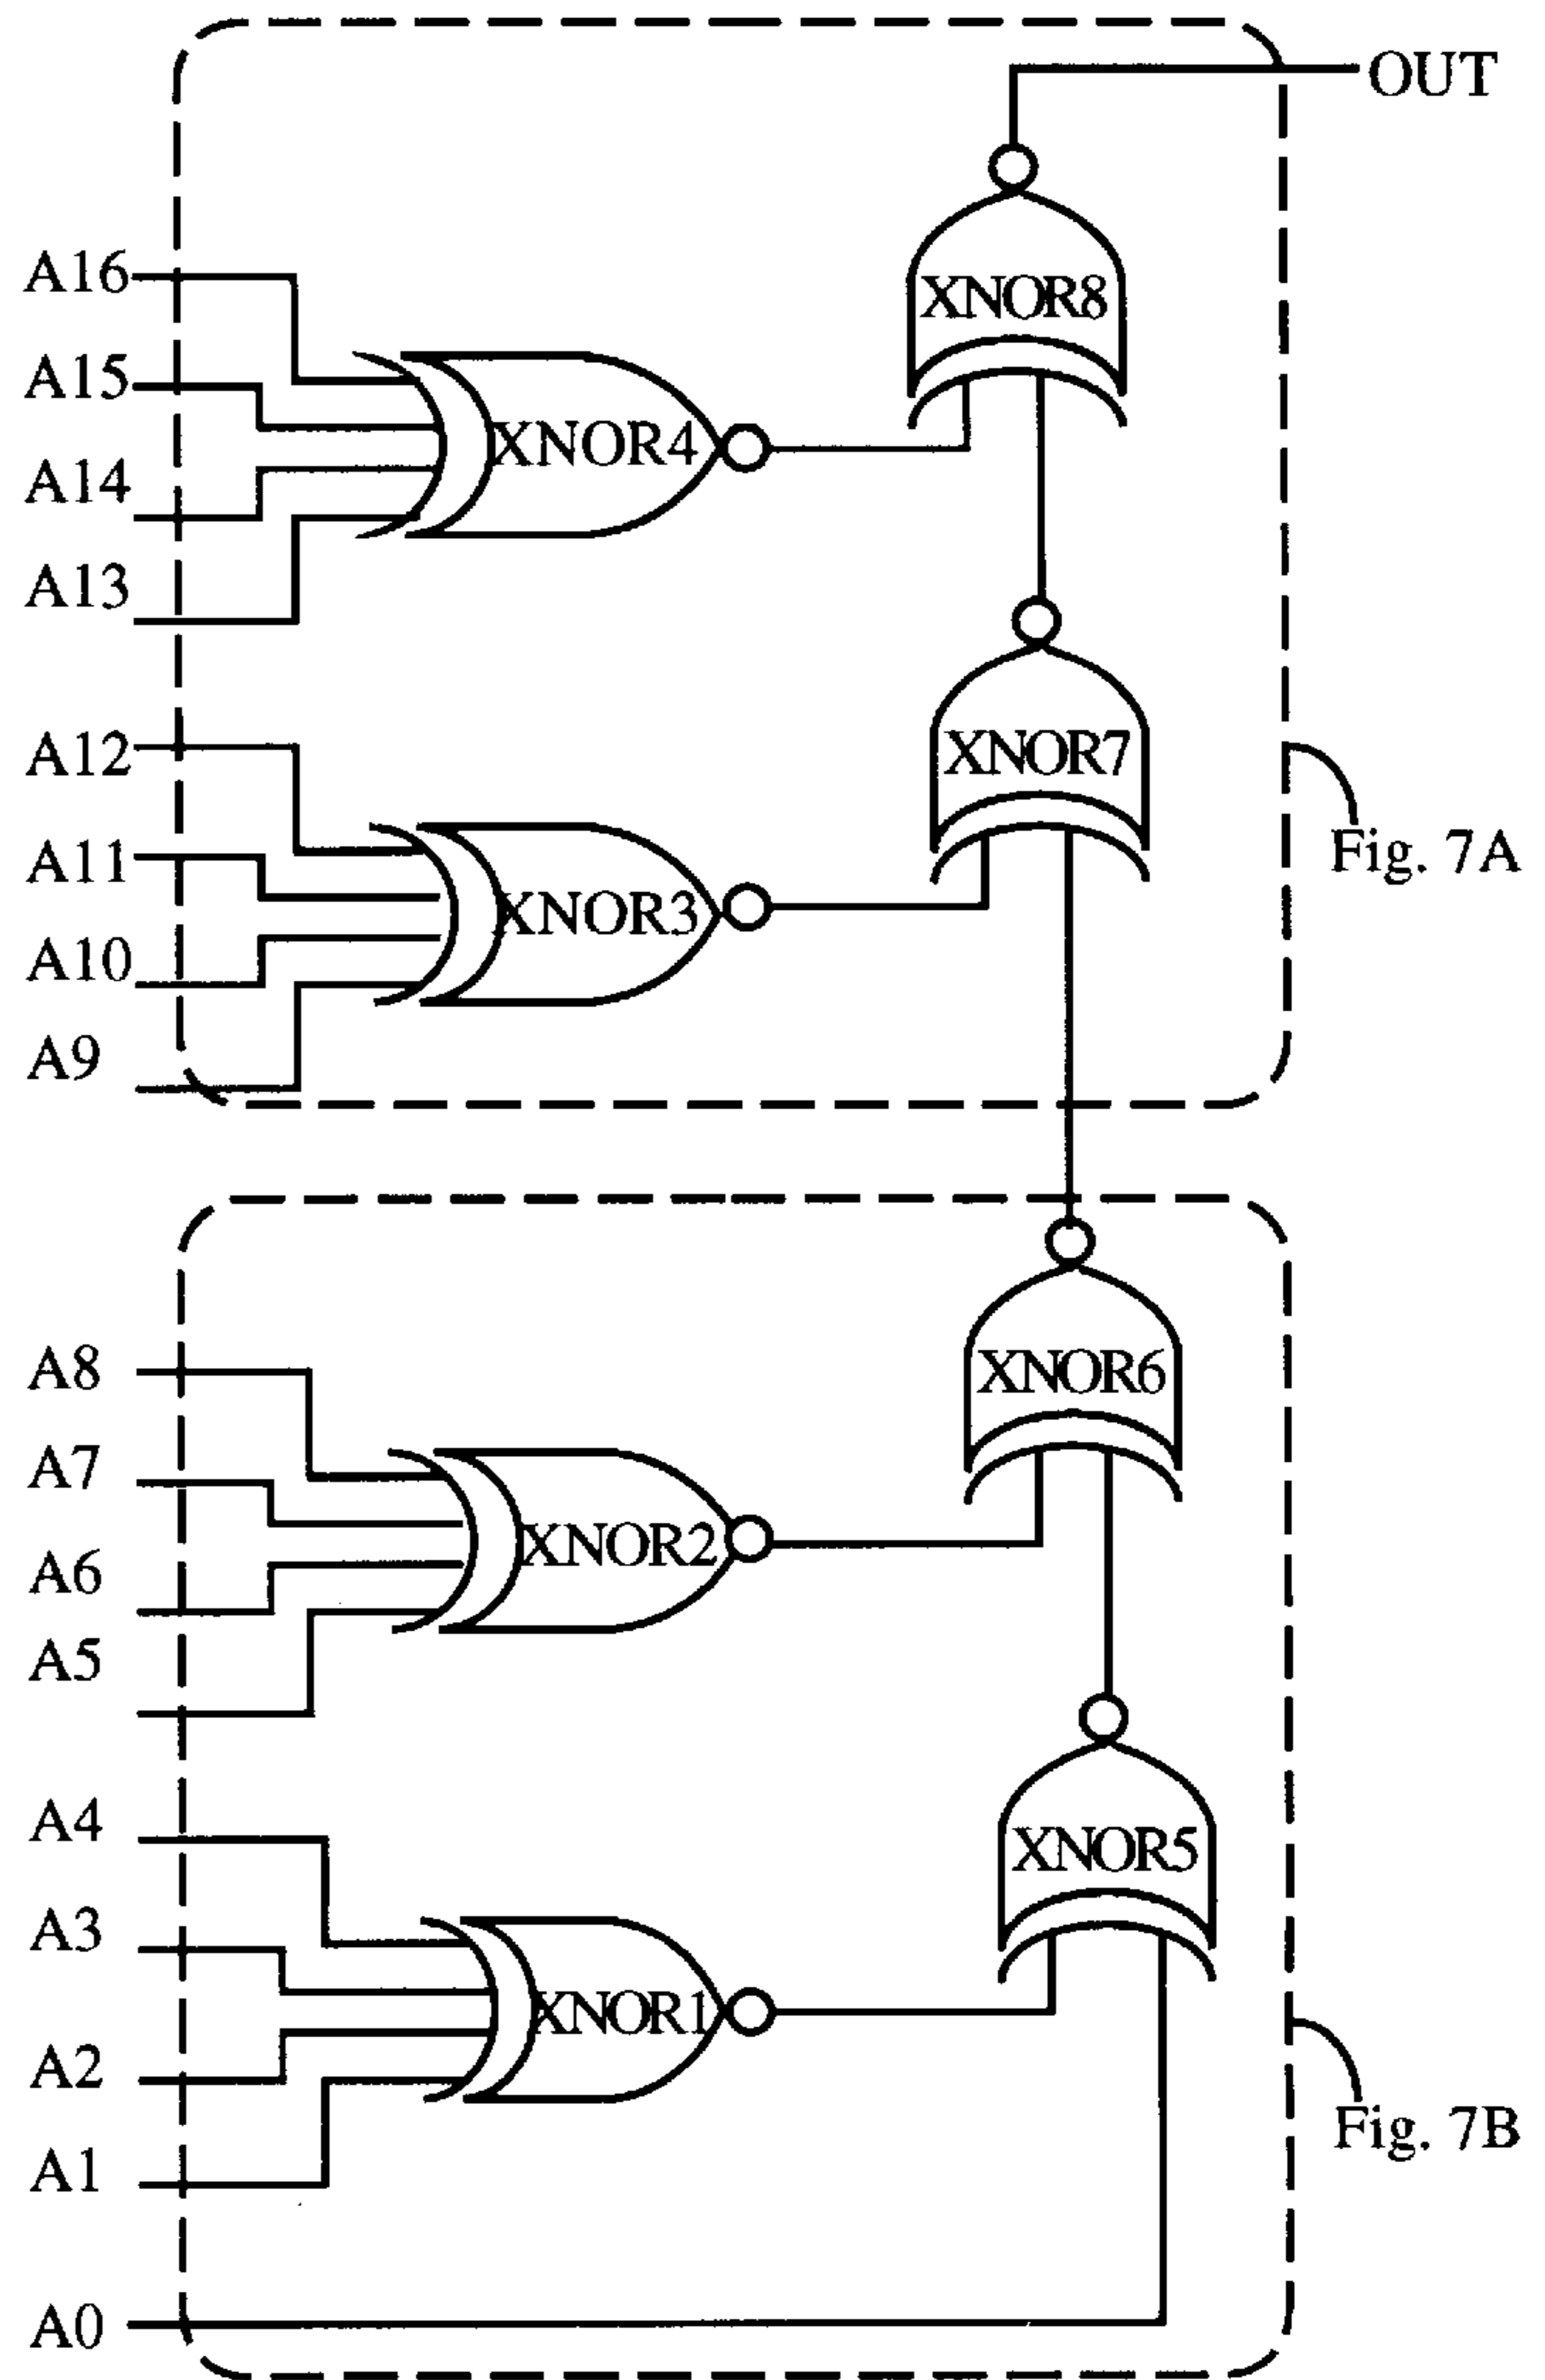 OUT
A16
XNOR8
A15
XNOR4
A14
A13
A12
XNOR7
A11
Fig. 7A
XNOR3
A10
A9
A8
XNOR6
A7
XNOR2
A6
A5
A4
XNOR5
A3
XNOR1
A2
Fig. 7B
A1
A0